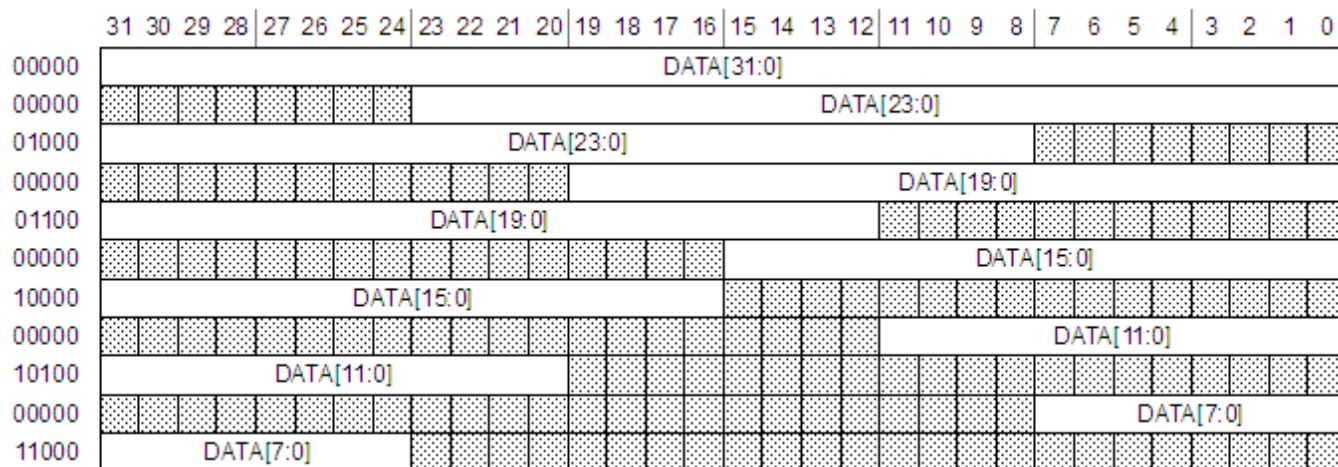 31 30 29 28 27 26 25 24 23 22 21 20 19 18 17 16 15 14 13 12 11 10 9 8 7 6 5 4 3 2 1 0
00000 DATA[31:0]
00000 DATA[23:0]
01000 DATA[23:0]
00000 DATA[19:0]
01100 DATA[19:0]
00000 DATA[15:0]
10000 DATA[15:0]
00000 DATA[11:0]
10100 DATA[11:0]
00000 DATA[7:0]
11000 DATA[7:0]